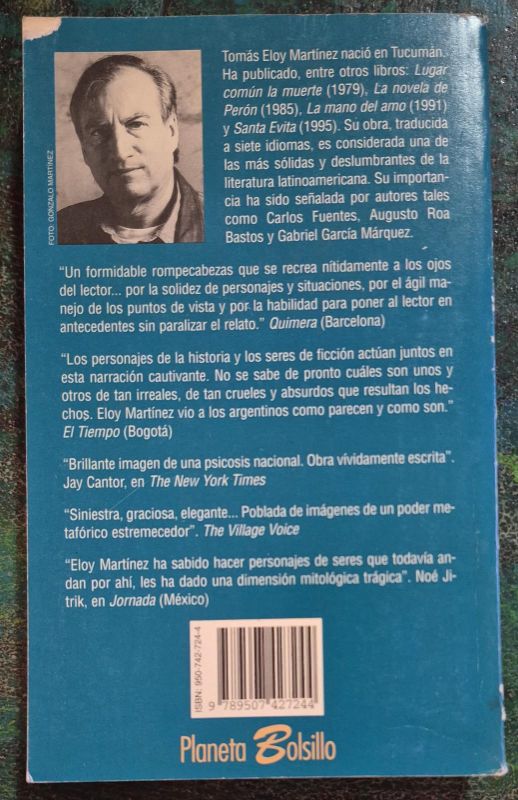 Tomás Eloy Martínez nació en Tucumán.
Ha publicado, entre otros libros: Lugar
común la muerte (1979), La novela de
Perón (1985), La mano del amo (1991)
y Santa Evita (1995). Su obra, traducida
a siete idiomas, es considerada una de
las más sólidas y deslumbrantes de la
literatura latinoamericana. Su importan-
cia ha sido señalada por autores tales
como Carlos Fuentes, Augusto Roa
Bastos y Gabriel García Márquez.
FOTO: GONZALO MARTÍNEZ
“Un formidable rompecabezas que se recrea nítidamente a los ojos
del lector... por la solidez de personajes y situaciones, por el ágil ma-
nejo de los puntos de vista y por la habilidad para poner al lector en
antecedentes sin paralizar el relato.” Quimera (Barcelona)
“Los personajes de la historia y los seres de ficción actúan juntos en
esta narración cautivante. No se sabe de pronto cuáles son unos y
otros de tan irreales, de tan crueles y absurdos que resultan los he-
chos. Eloy Martínez vio a los argentinos como parecen y como son.”
El Tiempo (Bogotá)
“Brillante imagen de una psicosis nacional. Obra vívidamente escrita”.
Jay Cantor, en The New York Times
“Siniestra, graciosa, elegante... Poblada de imágenes de un poder me-
tafórico estremecedor”. The Village Voice
“Eloy Martínez ha sabido hacer personajes de seres que todavía an-
dan por ahí, les ha dado una dimensión mitológica trágica”. Noé Ji-
trik, en Jornada (México)
ISBN: 950-742-724-4
9 789507 427244
Planeta Bolsillo